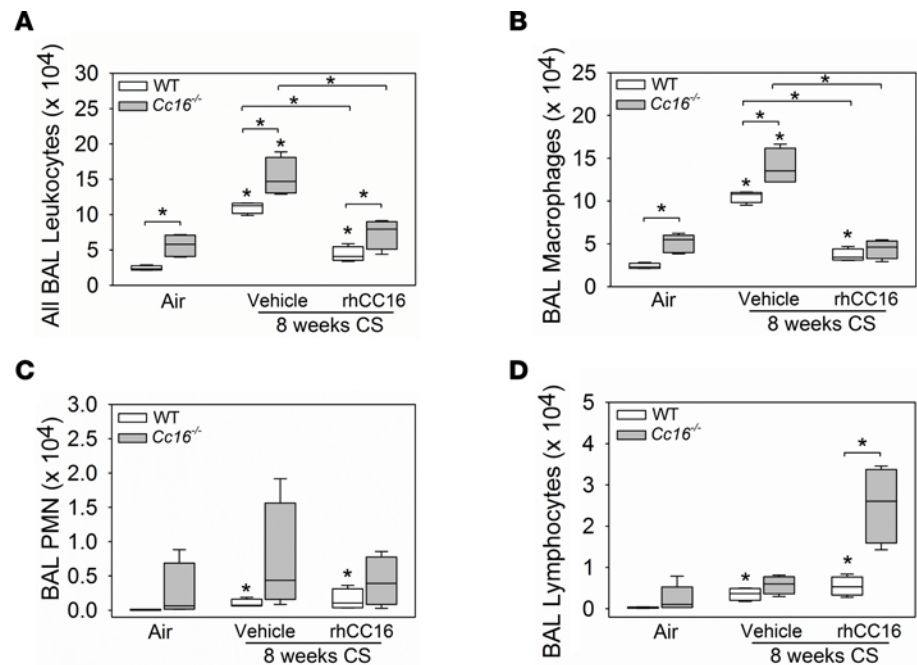 A
All BAL Leukocytes (x 10⁴)
30
25
20
15
10
5
0
WT
Cc16⁻/⁻
*
*
*
*
*
*
*
*
Air
Vehicle
rhCC16
8 weeks CS
B
BAL Macrophages (x 10⁴)
25
20
15
10
5
0
WT
Cc16⁻/⁻
*
*
*
*
*
*
*
Air
Vehicle
rhCC16
8 weeks CS
C
BAL PMN (x 10⁴)
3.0
2.5
2.0
1.5
1.0
0.5
0.0
WT
Cc16⁻/⁻
*
*
Air
Vehicle
rhCC16
8 weeks CS
D
BAL Lymphocytes (x 10⁴)
5
4
3
2
1
0
WT
Cc16⁻/⁻
*
*
*
Air
Vehicle
rhCC16
8 weeks CS